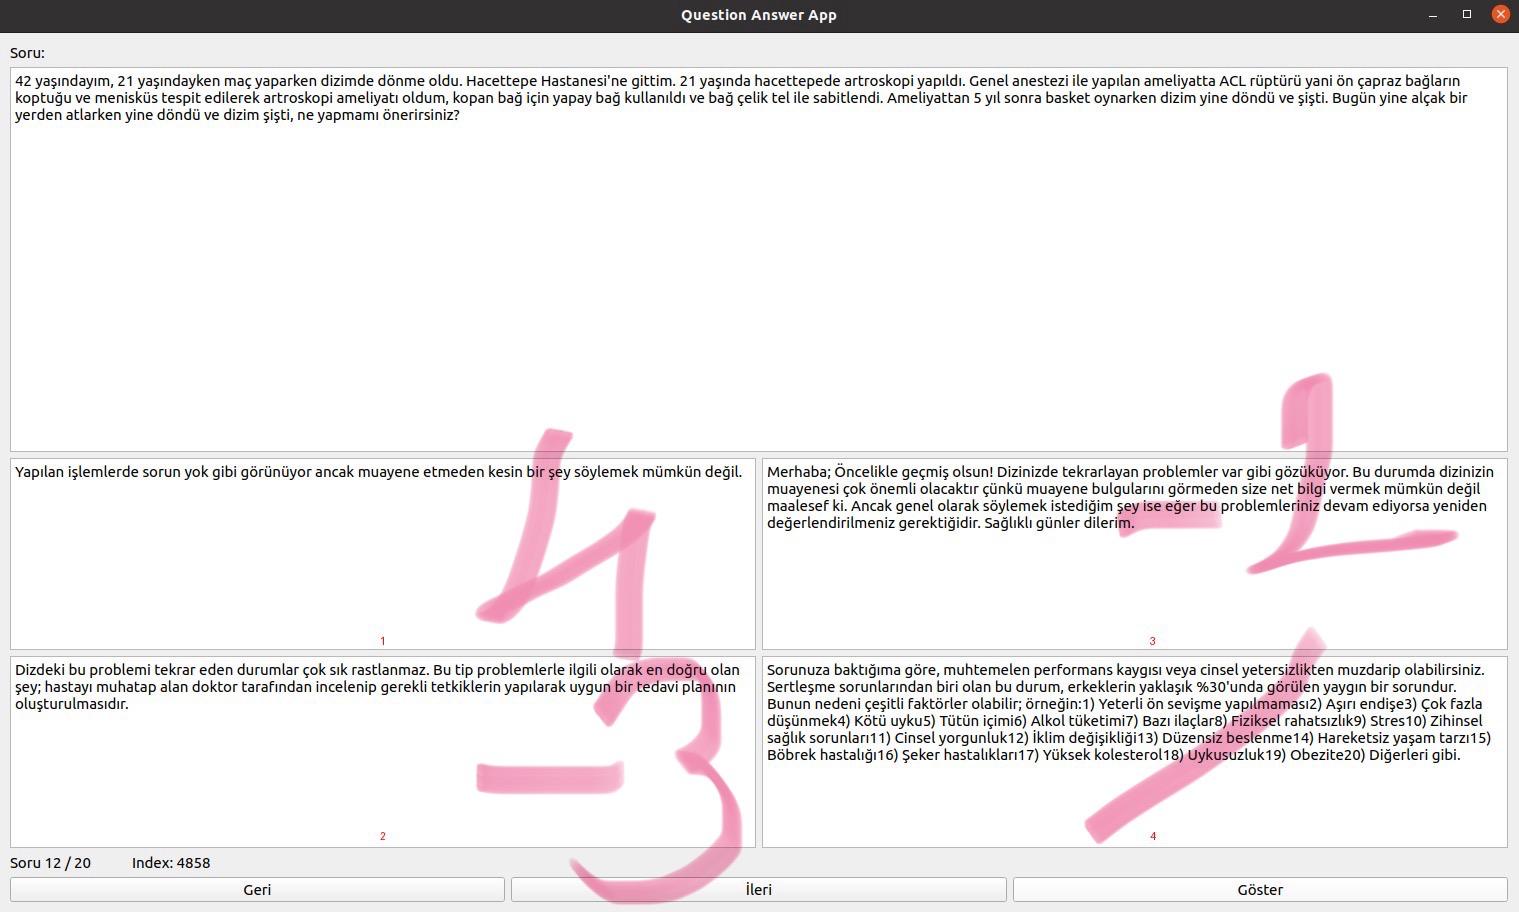 Question Answer App
Soru:
42 yaşındayım, 21 yaşındayken maç yaparken dizimde dönme oldu. Hacettepe Hastanesi'ne gittim. 21 yaşında hacettepede artroskopi yapıldı. Genel anestezi ile yapılan ameliyatta ACL rüptürü yani ön çapraz bağların
koptuğu ve menisküs tespit edilerek artroskopi ameliyatı oldum, kopan bağ için yapay bağ kullanıldı ve bağ çelik tel ile sabitlendi. Ameliyattan 5 yıl sonra basket oynarken dizim yine döndü ve şişti. Bugün yine alçak bir
yerden atlarken yine döndü ve dizim şişti, ne yapmamı önerirsiniz?
Yapılan işlemlerde sorun yok gibi görünüyor ancak muayene etmeden kesin bir şey söylemek mümkün değil.
4
1
Merhaba; Öncelikle geçmiş olsun! Dizinizde tekrarlayan problemler var gibi gözüküyor. Bu durumda dizinizin
muayenesi çok önemli olacaktır çünkü muayene bulgularını görmeden size net bilgi vermek mümkün değil
maalesef ki. Ancak genel olarak söylemek istediğim şey ise eğer bu problemleriniz devam ediyorsa yeniden
değerlendirilmeniz gerektiğidir. Sağlıklı günler dilerim.
-1
3
Dizdeki bu problemi tekrar eden durumlar çok sık rastlanmaz. Bu tip problemlerle ilgili olarak en doğru olan
şey; hastayı muhatap alan doktor tarafından incelenip gerekli tetkiklerin yapılarak uygun bir tedavi planının
oluşturulmasıdır.
-3
2
Sorunuza baktığıma göre, muhtemelen performans kaygısı veya cinsel yetersizlikten muzdarip olabilirsiniz.
Sertleşme sorunlarından biri olan bu durum, erkeklerin yaklaşık %30'unda görülen yaygın bir sorundur.
Bunun nedeni çeşitli faktörler olabilir; örneğin:1) Yeterli ön sevişme yapılmaması2) Aşırı endişe3) Çok fazla
düşünmek4) Kötü uyku5) Tütün içimi6) Alkol tüketimi7) Bazı ilaçlar8) Fiziksel rahatsızlık9) Stres10) Zihinsel
sağlık sorunları11) Cinsel yorgunluk12) İklim değişikliği13) Düzensiz beslenme14) Hareketsiz yaşam tarzı15)
Böbrek hastalığı16) Şeker hastalıkları17) Yüksek kolesterol18) Uykusuzluk19) Obezite20) Diğerleri gibi.
4
Soru 12 / 20 Index: 4858
Geri İleri Göster